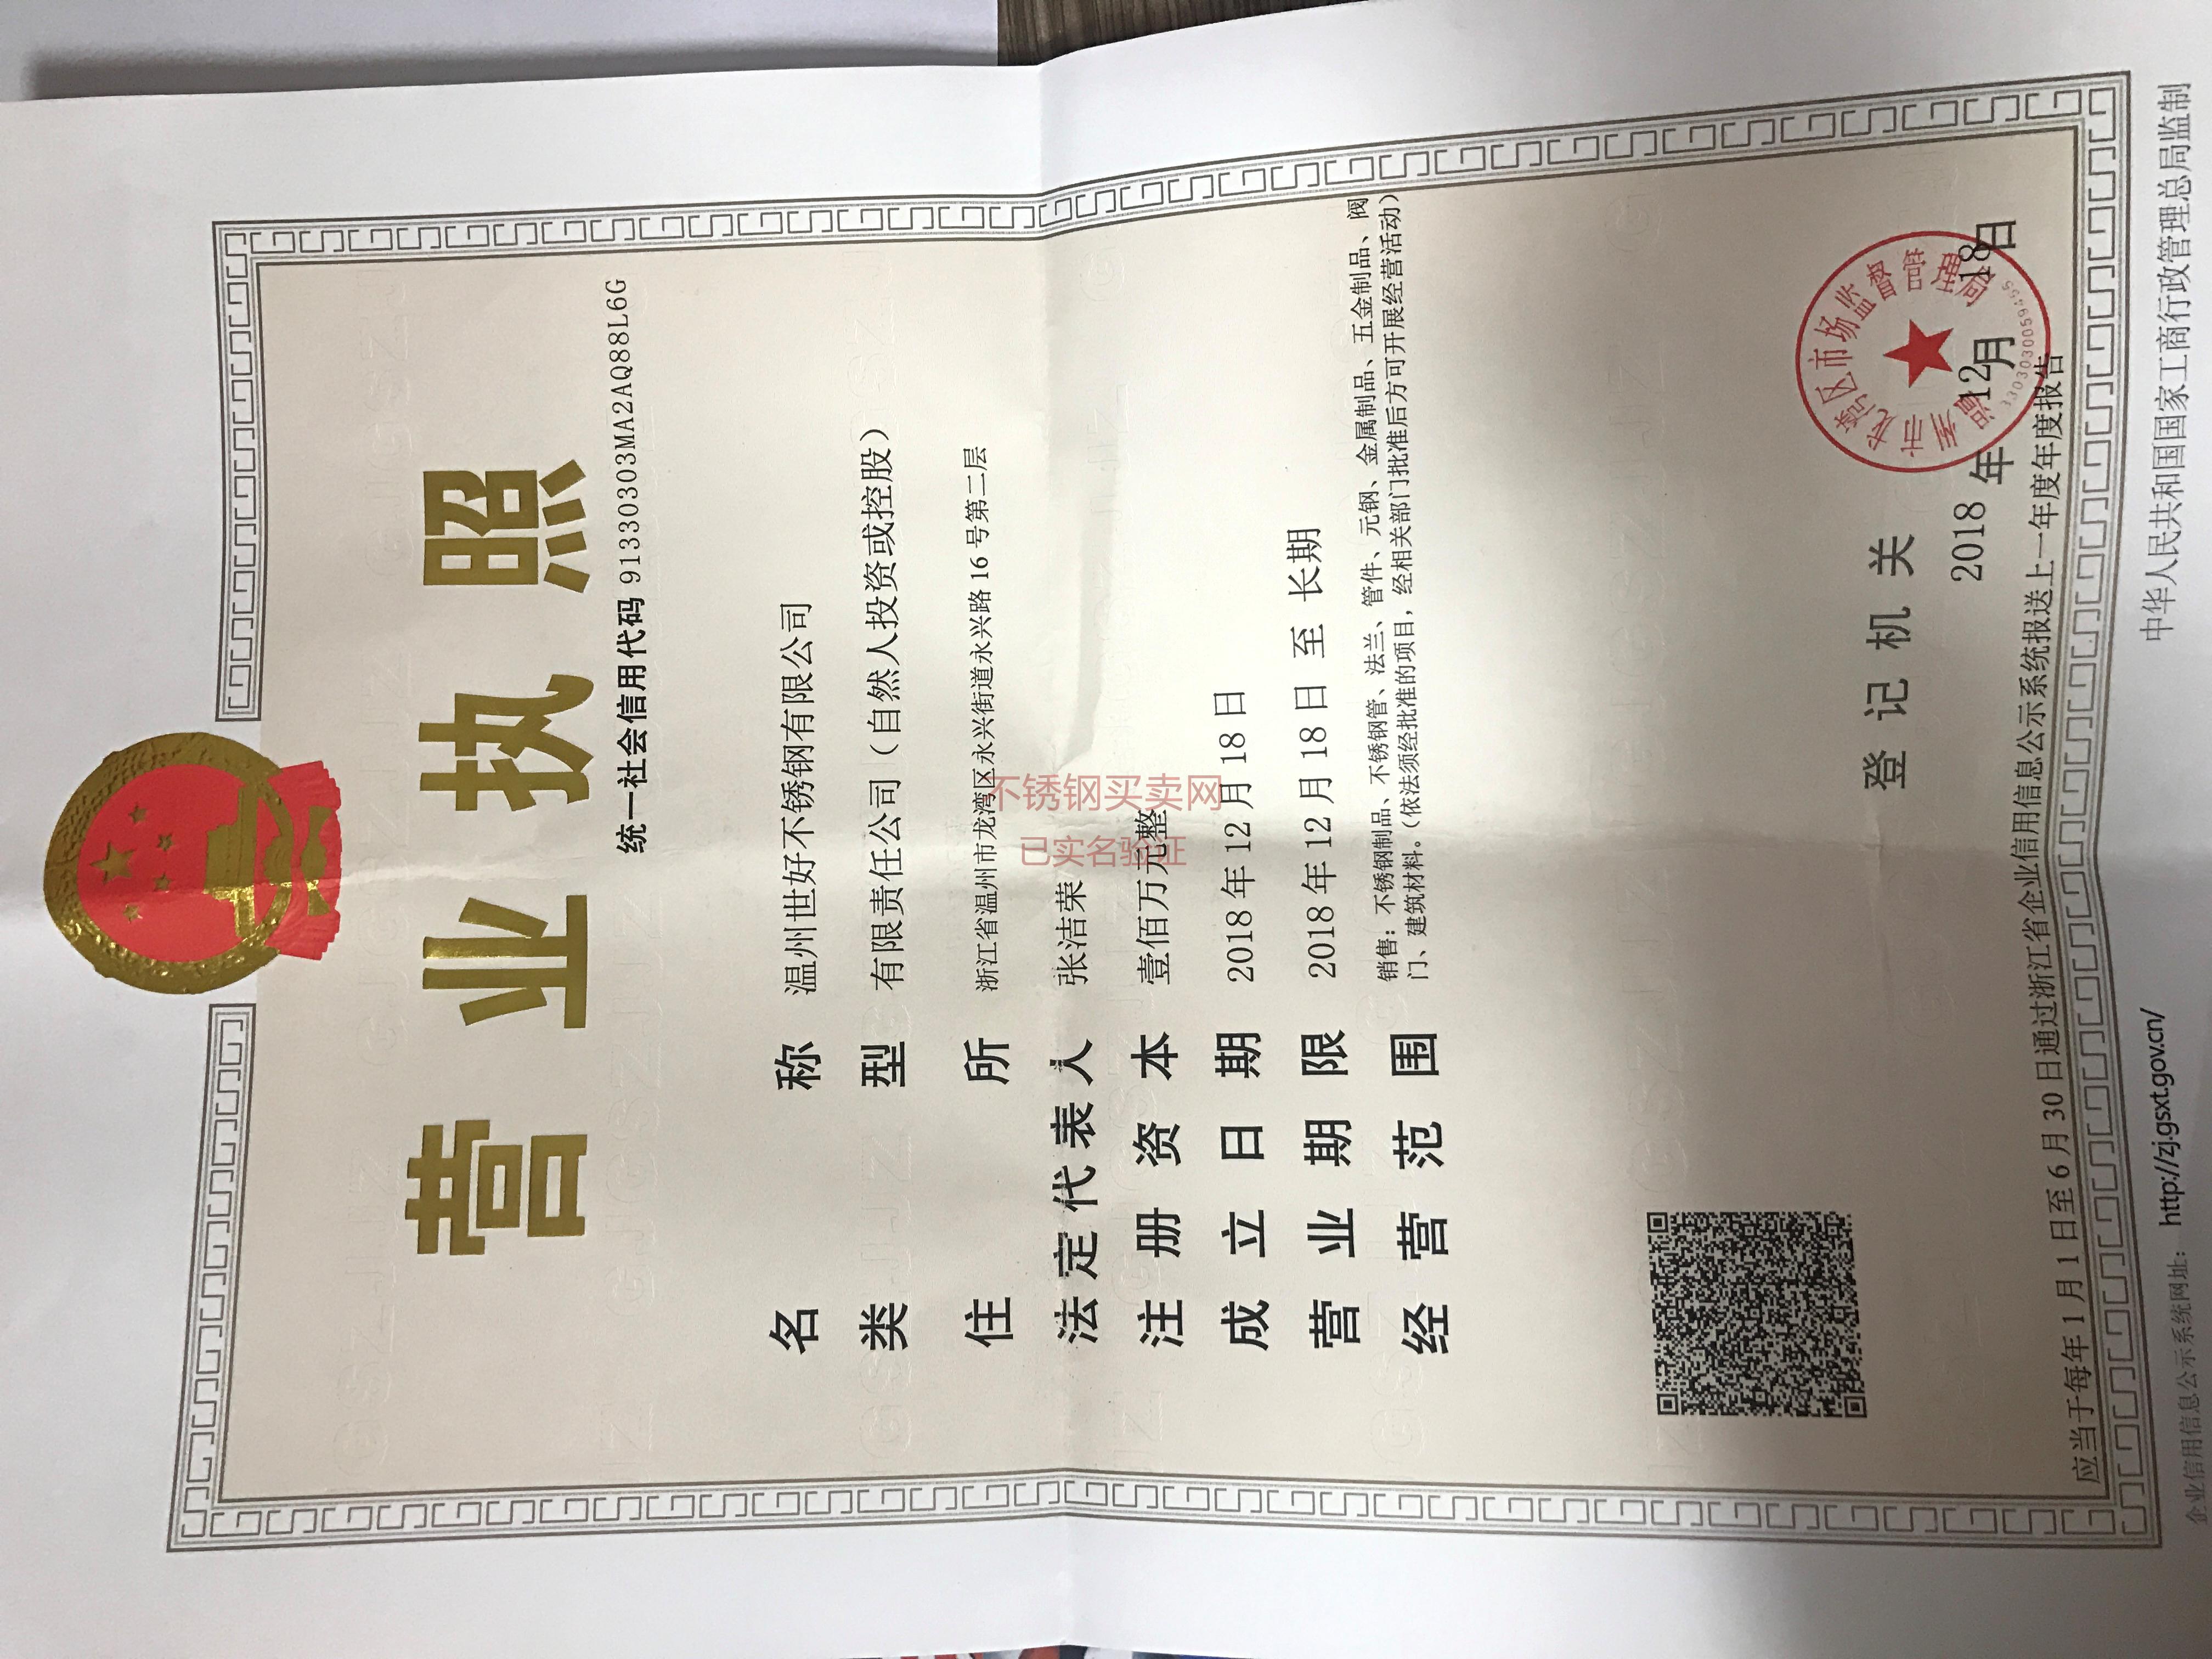 营业执照
统一社会信用代码 91330303MA2AQ88L6G
名称 温州世好不锈钢有限公司
类型 有限责任公司（自然人投资或控股）
住所 浙江省温州市龙湾区永兴街道永兴路16号第二层
法定代表人 张洁荣
注册资本 壹佰万元整
成立日期 2018年12月18日
营业期限 2018年12月18日至长期
经营范围 销售：不锈钢制品、不锈钢管、法兰、管件、元钢、金属制品、五金制品、阀
门、建筑材料。（依法须经批准的项目，经相关部门批准后方可开展经营活动）
不锈钢买卖网
已实名验证
登记机关
温州市龙湾区市场监督管理局
3303030059455
2018年12月18日
应当于每年1月1日至6月30日通过浙江省企业信用信息公示系统报送上一年度年度报告
企业信用信息公示系统网址： http://zj.gsxt.gov.cn/
中华人民共和国国家工商行政管理总局监制